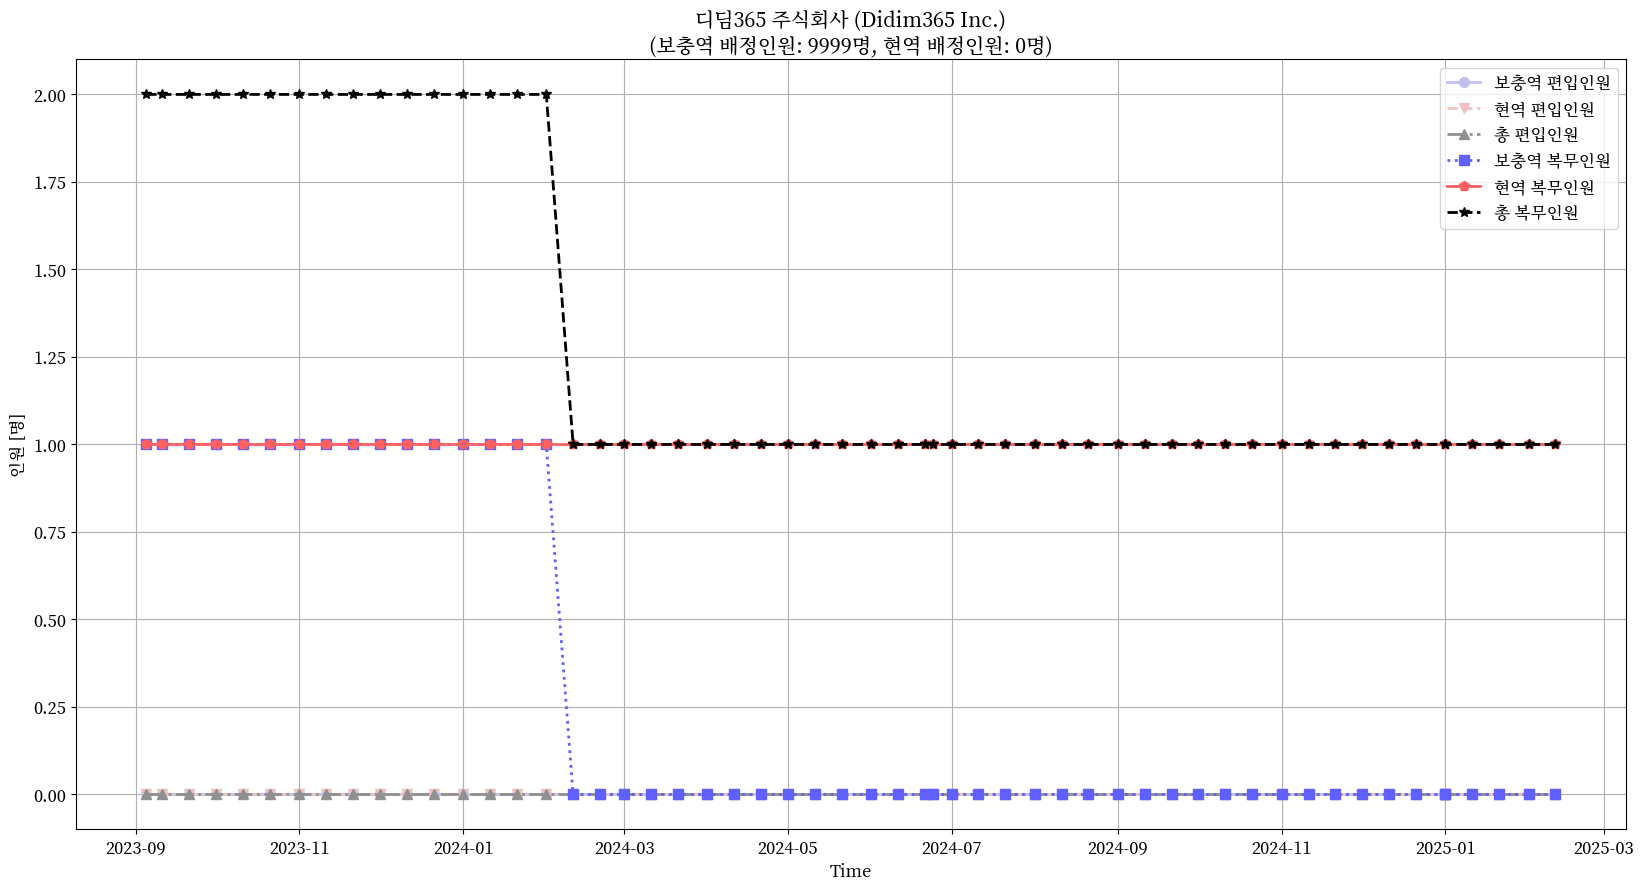 디딤365 주식회사 (Didim365 Inc.)
(보충역 배정인원: 9999명, 현역 배정인원: 0명)
보충역 편입인원
현역 편입인원
총 편입인원
보충역 복무인원
현역 복무인원
총 복무인원
인원 [명]
2.00
1.75
1.50
1.25
1.00
0.75
0.50
0.25
0.00
2023-09 2023-11 2024-01 2024-03 2024-05 2024-07 2024-09 2024-11 2025-01 2025-03
Time